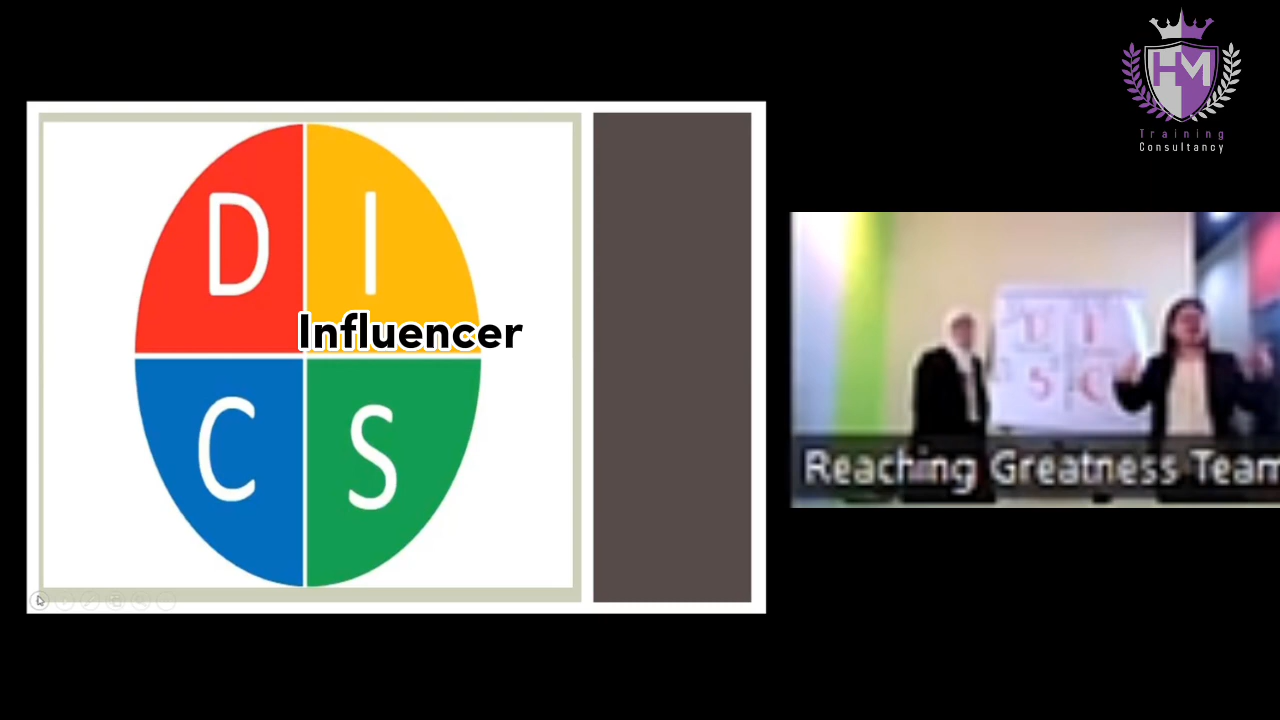 HM
Training
Consultancy
D I
Influencer
C S
I
S C
Reaching Greatness Team